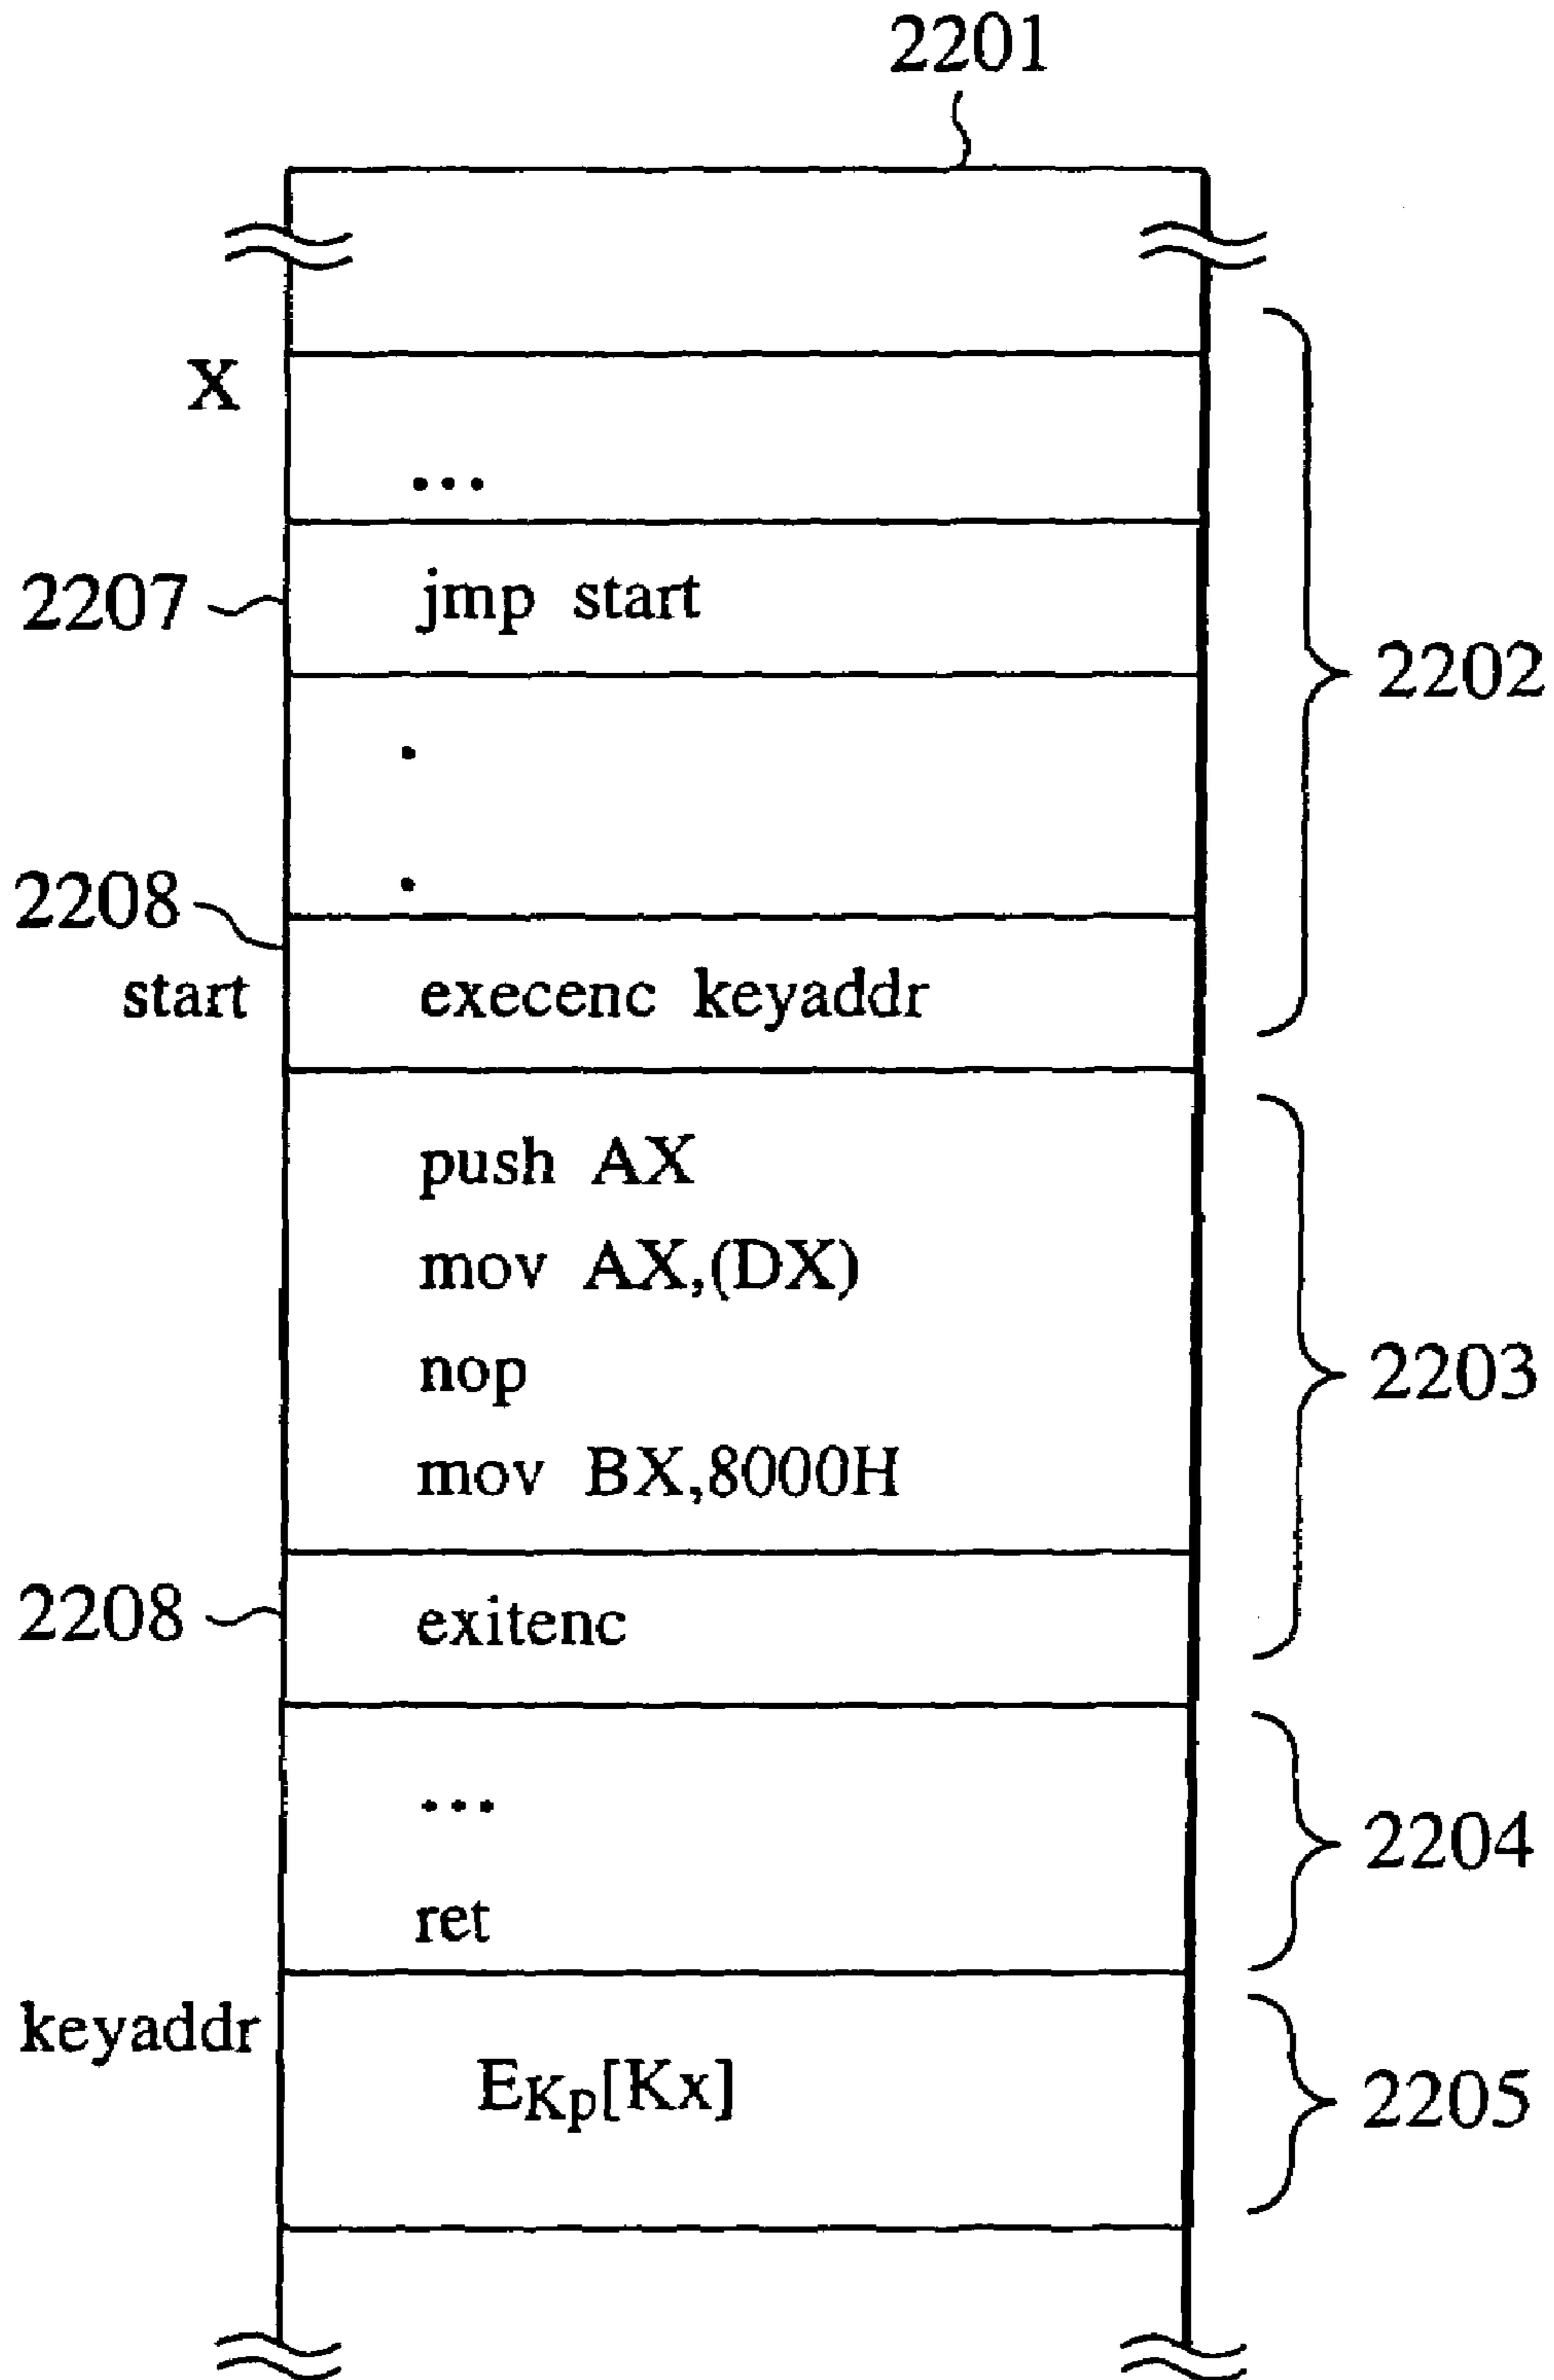 2201
X
...
2207 jmp start
2202
.
.
2208
start execenc keyaddr
push AX
mov AX,(DX)
nop
2203
mov BX,8000H
2208 exitenc
...
2204
ret
keyaddr
E_Kp[Kx]
2205